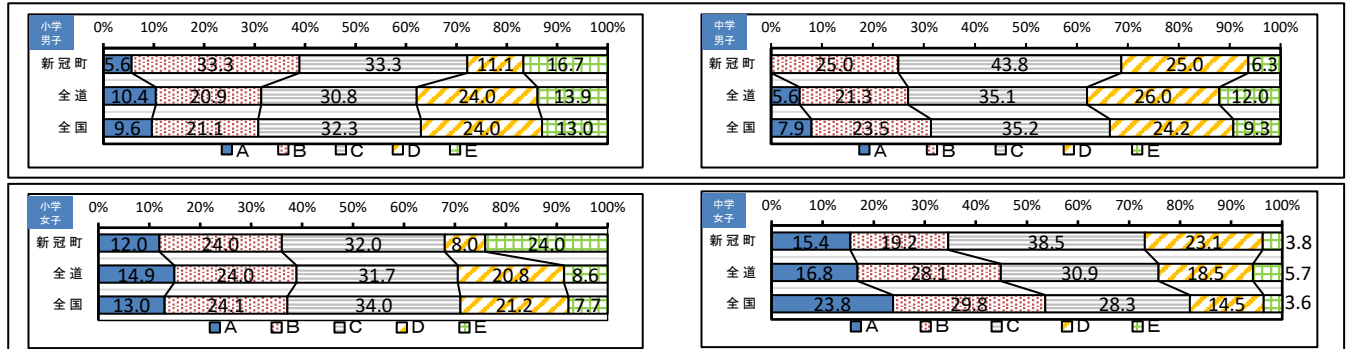 小学
男子
0% 10% 20% 30% 40% 50% 60% 70% 80% 90% 100%
新冠町 5.6 33.3 33.3 11.1 16.7
全道 10.4 20.9 30.8 24.0 13.9
全国 9.6 21.1 32.3 24.0 13.0
A B C D E
中学
男子
0% 10% 20% 30% 40% 50% 60% 70% 80% 90% 100%
新冠町 25.0 43.8 25.0 6.3
全道 5.6 21.3 35.1 26.0 12.0
全国 7.9 23.5 35.2 24.2 9.3
A B C D E
小学
女子
0% 10% 20% 30% 40% 50% 60% 70% 80% 90% 100%
新冠町 12.0 24.0 32.0 8.0 24.0
全道 14.9 24.0 31.7 20.8 8.6
全国 13.0 24.1 34.0 21.2 7.7
A B C D E
中学
女子
0% 10% 20% 30% 40% 50% 60% 70% 80% 90% 100%
新冠町 15.4 19.2 38.5 23.1 3.8
全道 16.8 28.1 30.9 18.5 5.7
全国 23.8 29.8 28.3 14.5 3.6
A B C D E